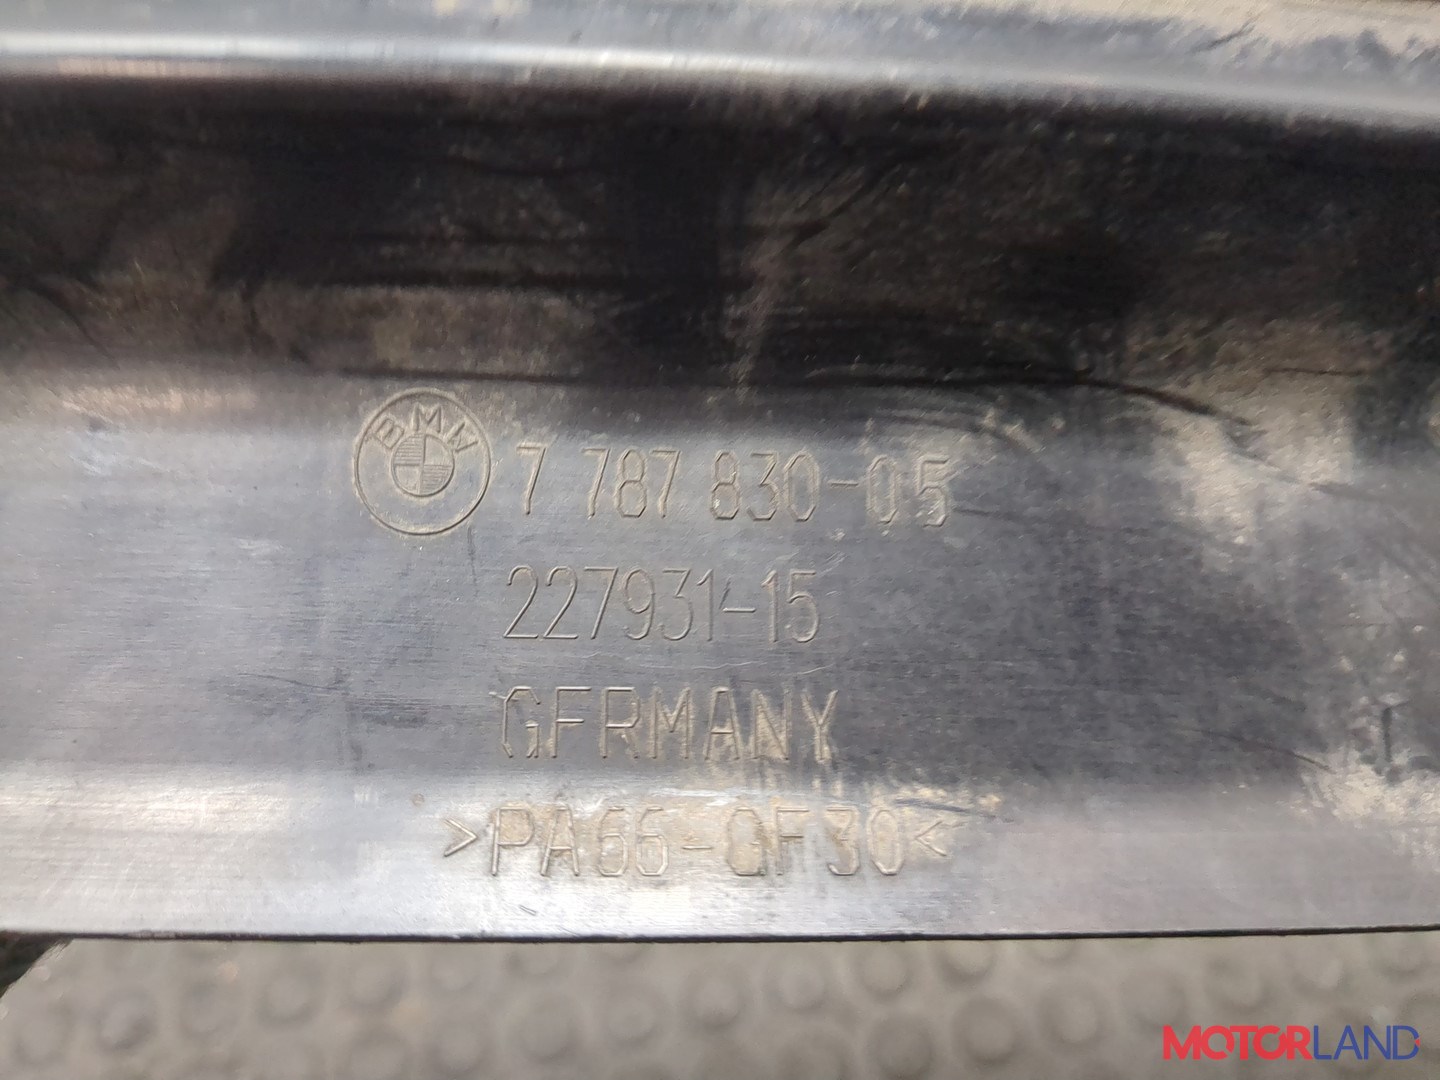 BMW 7 787 830-05
227931-15
GERMANY
>PA66-GF30<
MOTORLAND